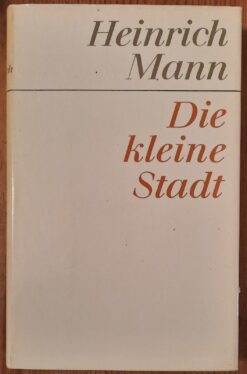 Heinrich
Mann
Die
kleine
Stadt